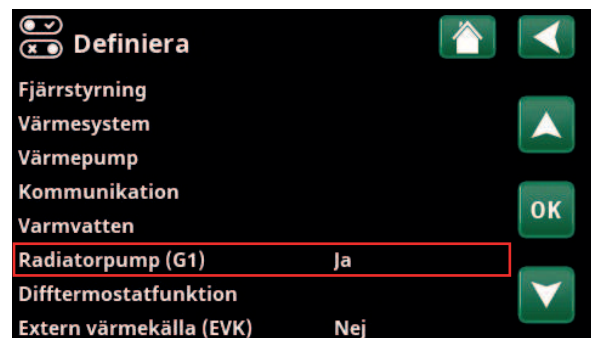 Definiera
Fjärrstyrning
Värmesystem
Värmepump
Kommunikation
Varmvatten
OK
Radiatorpump (G1) Ja
Difftermostatfunktion
Extern värmekälla (EVK) Nej